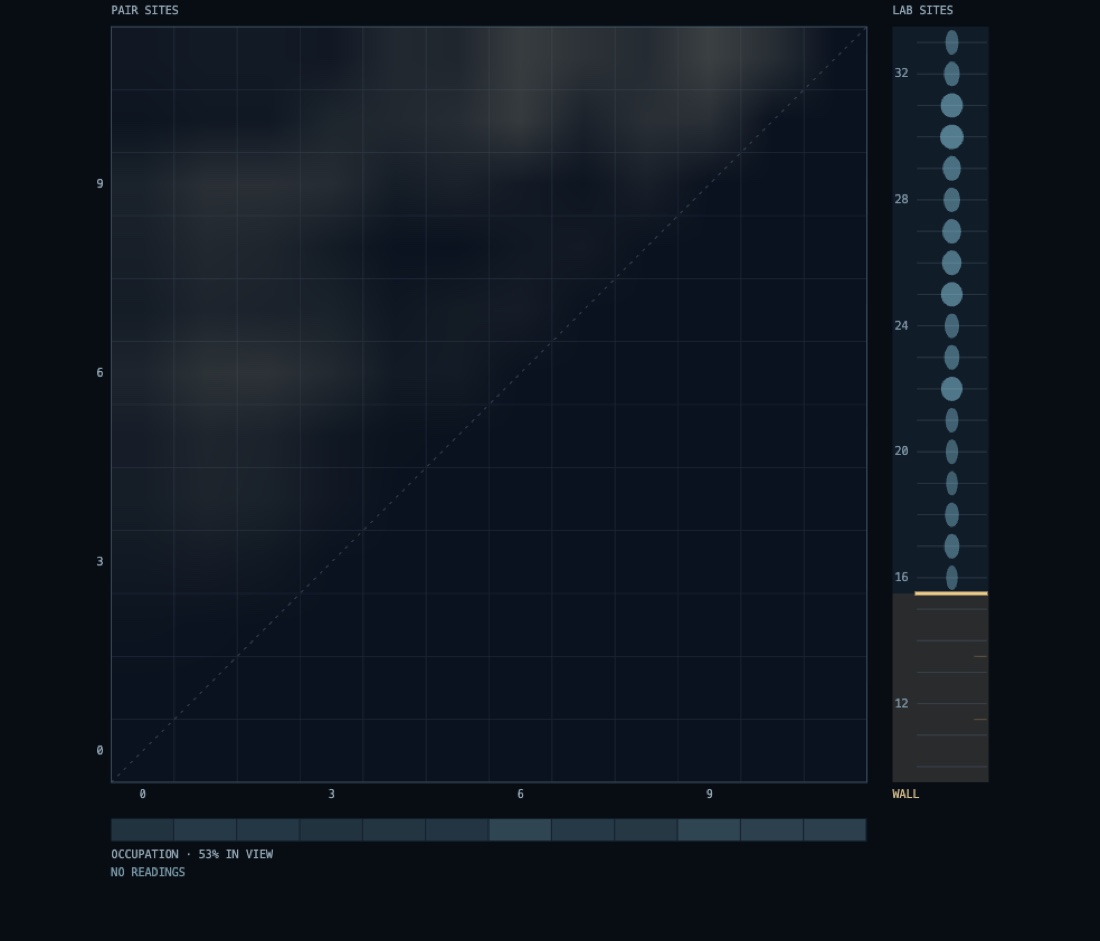 PAIR SITES
LAB SITES
32
28
24
20
16
12
WALL
9
6
3
0
0 3 6 9
OCCUPATION · 53% IN VIEW
NO READINGS